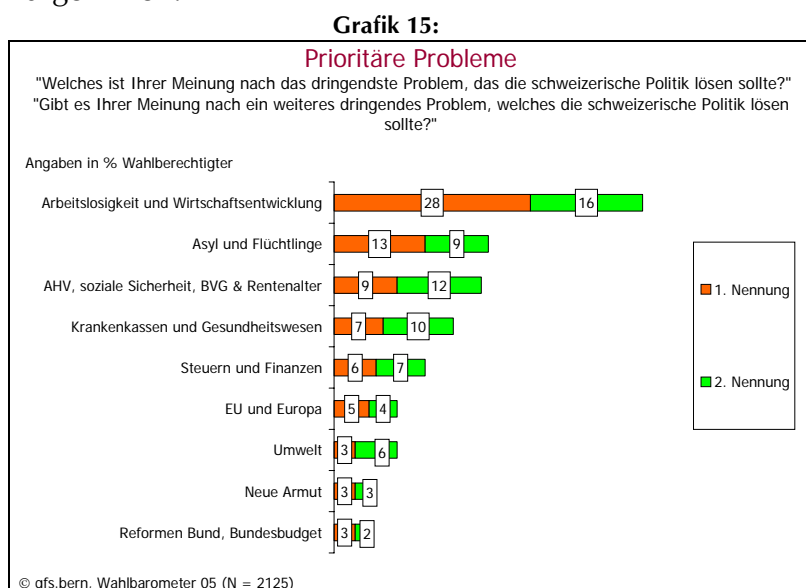 Grafik 15:
Prioritäre Probleme
"Welches ist Ihrer Meinung nach das dringendste Problem, das die schweizerische Politik lösen sollte?"
"Gibt es Ihrer Meinung nach ein weiteres dringendes Problem, welches die schweizerische Politik lösen
sollte?"
Angaben in % Wahlberechtigter
Arbeitslosigkeit und Wirtschaftsentwicklung 28 16
Asyl und Flüchtlinge 13 9
AHV, soziale Sicherheit, BVG & Rentenalter 9 12
Krankenkassen und Gesundheitswesen 7 10
Steuern und Finanzen 6 7
EU und Europa 5 4
Umwelt 3 6
Neue Armut 3 3
Reformen Bund, Bundesbudget 3 2
1. Nennung
2. Nennung
© gfs.bern, Wahlbarometer 05 (N = 2125)